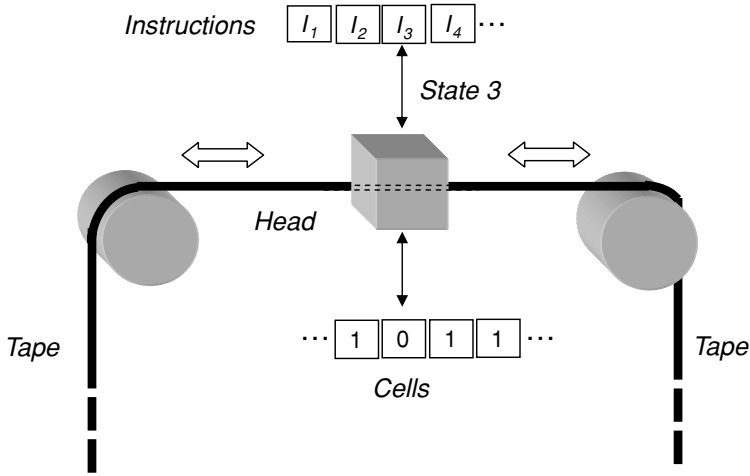 Instructions I1 I2 I3 I4 ...
State 3
Head
... 1 0 1 1 ...
Tape Tape
Cells